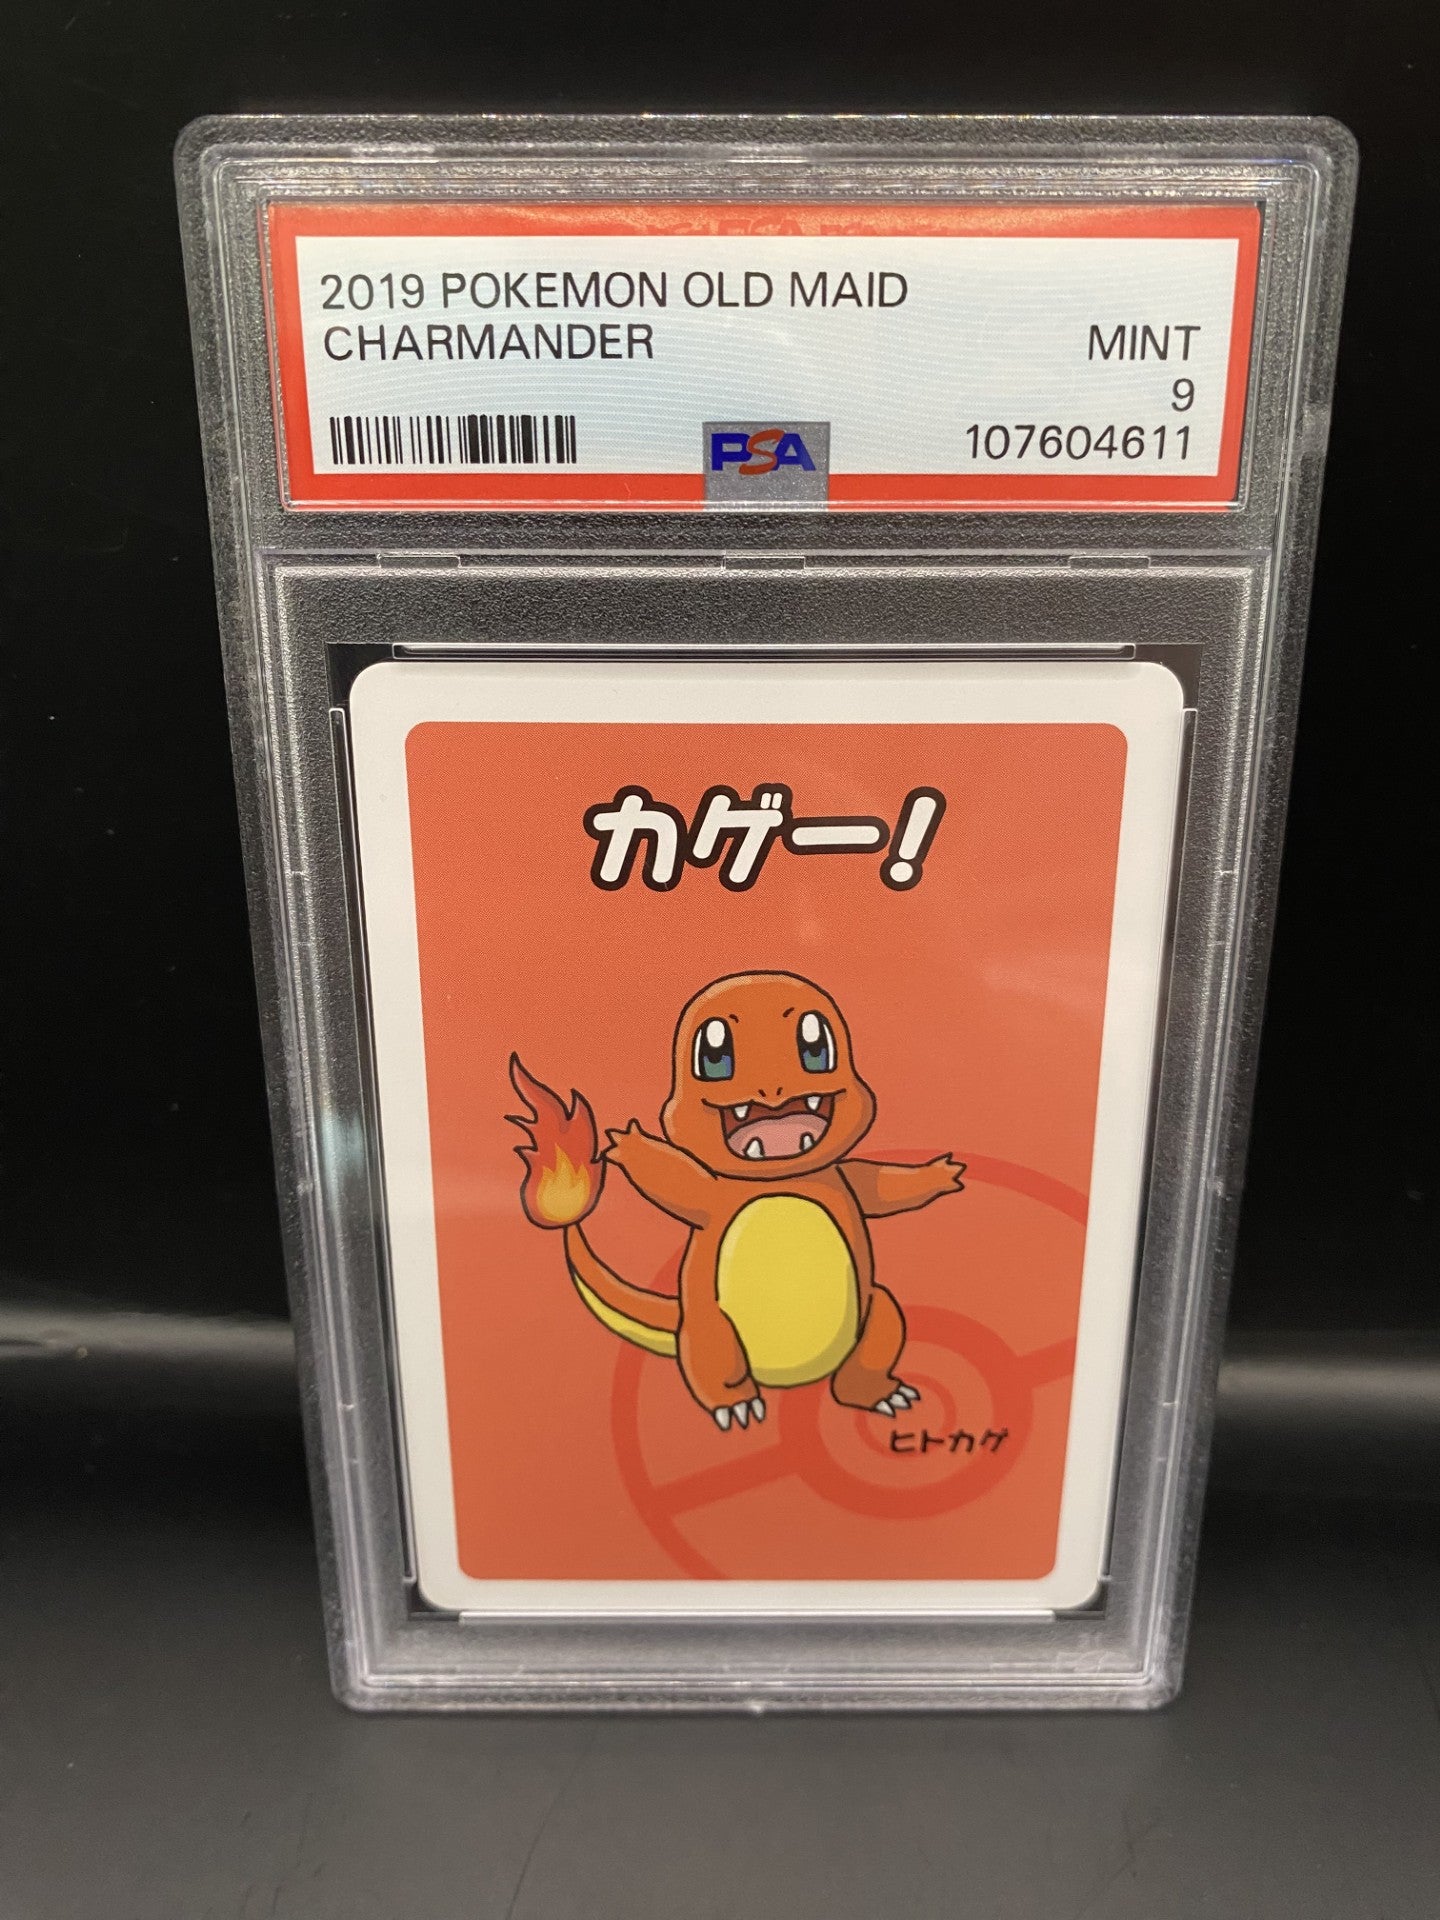 2019 POKEMON OLD MAID
CHARMANDER
MINT
9
PSA
107604611
カゲー!
ヒトカゲ